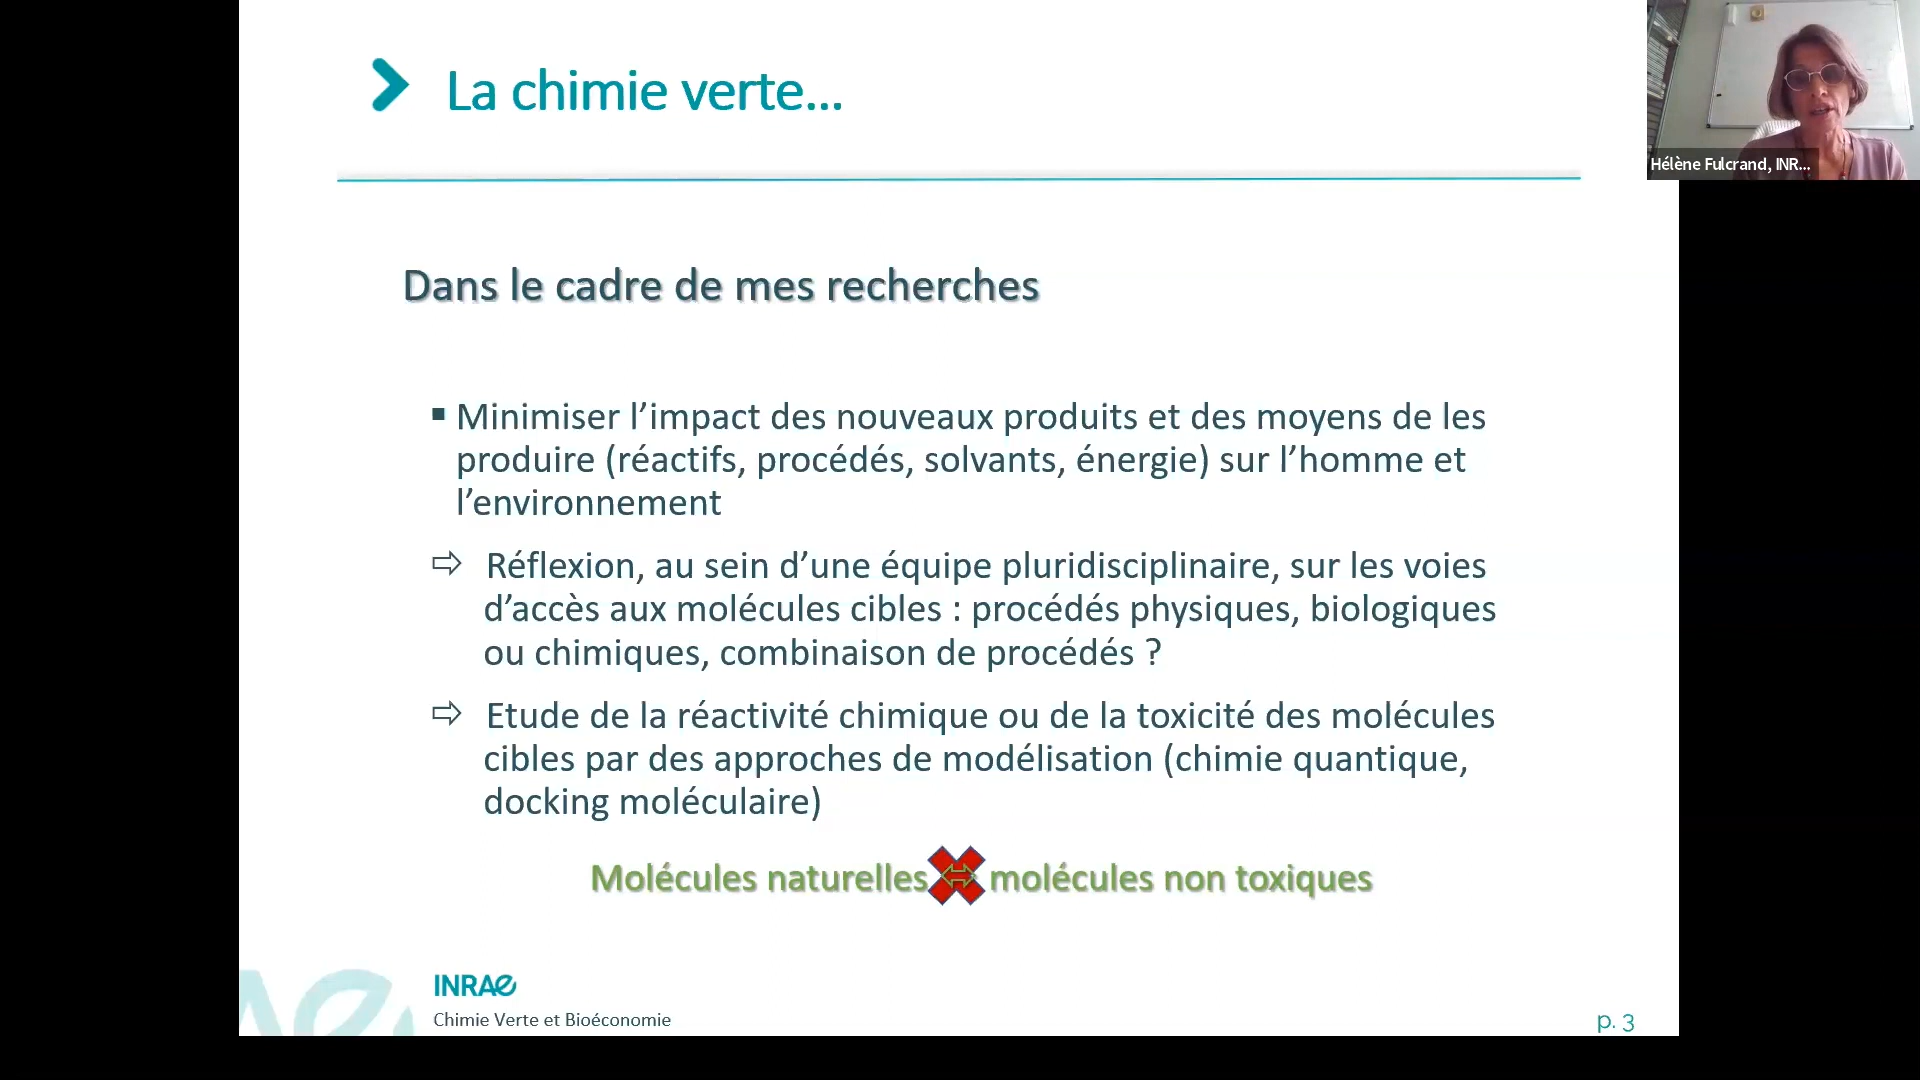 La chimie verte...
Hélène Fulcrand, INR...
Dans le cadre de mes recherches
▪ Minimiser l’impact des nouveaux produits et des moyens de les
produire (réactifs, procédés, solvants, énergie) sur l’homme et
l’environnement
⇨ Réflexion, au sein d’une équipe pluridisciplinaire, sur les voies
d’accès aux molécules cibles : procédés physiques, biologiques
ou chimiques, combinaison de procédés ?
⇨ Etude de la réactivité chimique ou de la toxicité des molécules
cibles par des approches de modélisation (chimie quantique,
docking moléculaire)
Molécules naturelles ⇔ molécules non toxiques
INRAE
Chimie Verte et Bioéconomie
p. 3